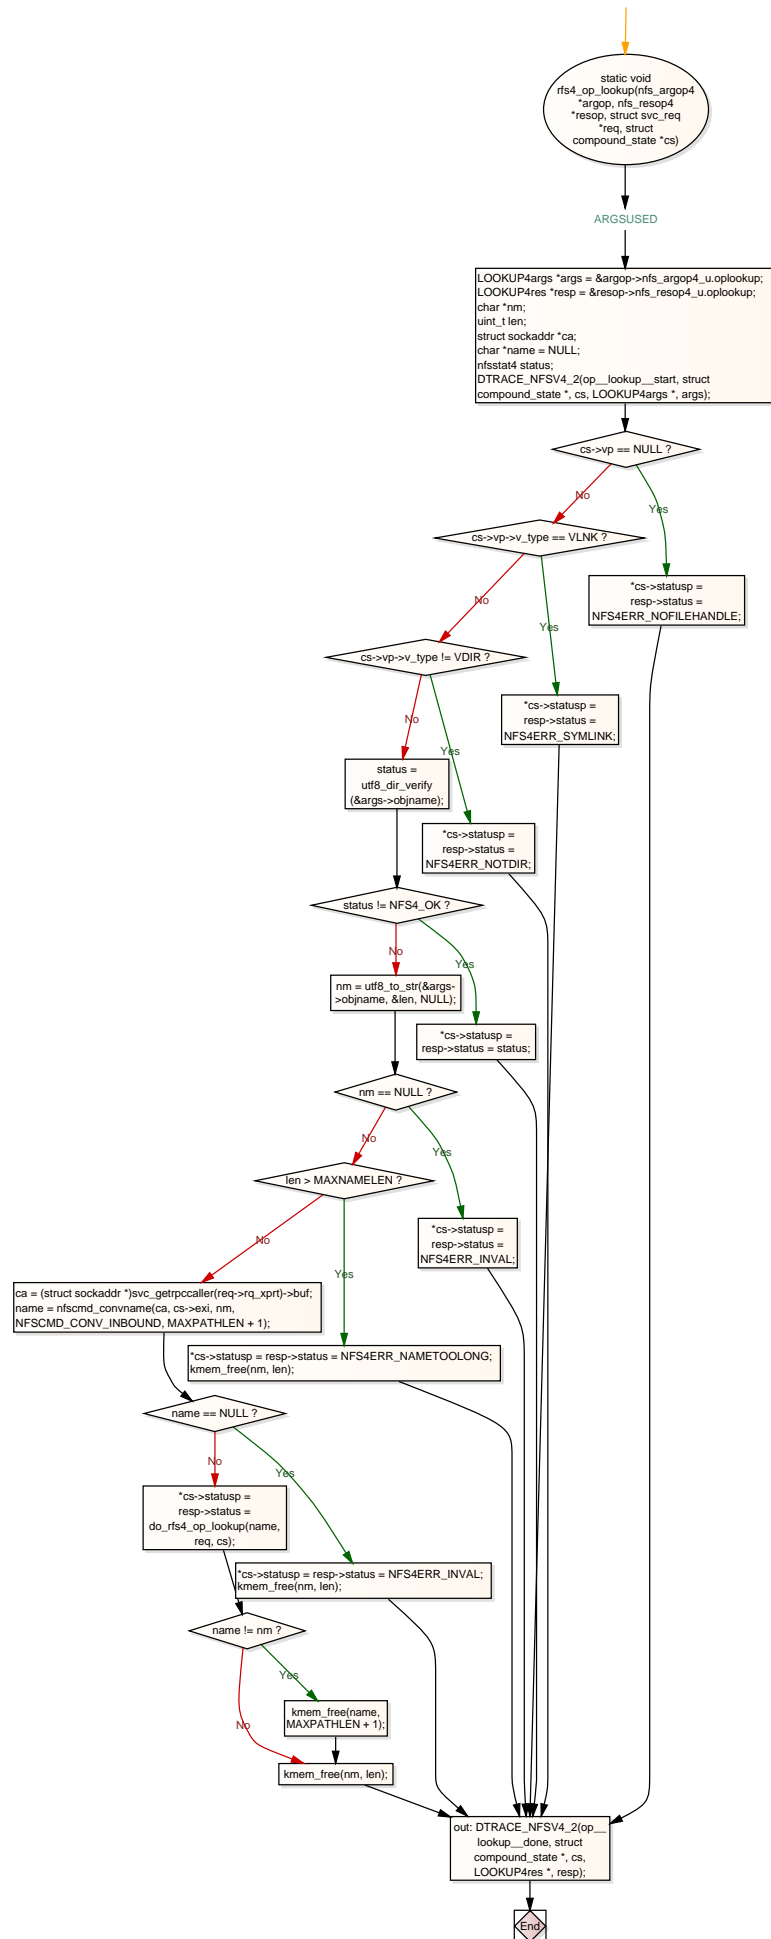 static void
rfs4_op_lookup(nfs_argop4
*argop, nfs_resop4
*resop, struct svc_req
*req, struct
compound_state *cs)
ARGSUSED
LOOKUP4args *args = &argop->nfs_argop4_u.oplookup;
LOOKUP4res *resp = &resop->nfs_resop4_u.oplookup;
char *nm;
uint_t len;
struct sockaddr *ca;
char *name = NULL;
nfsstat4 status;
DTRACE_NFSV4_2(op__lookup__start, struct
compound_state *, cs, LOOKUP4args *, args);
cs->vp == NULL ?
No
Yes
cs->vp->v_type == VLNK ?
*cs->statusp =
resp->status =
NFS4ERR_NOFILEHANDLE;
No
Yes
cs->vp->v_type != VDIR ?
*cs->statusp =
resp->status =
NFS4ERR_SYMLINK;
No
Yes
status =
utf8_dir_verify
(&args->objname);
*cs->statusp =
resp->status =
NFS4ERR_NOTDIR;
status != NFS4_OK ?
No
Yes
nm = utf8_to_str(&args-
>objname, &len, NULL);
*cs->statusp =
resp->status = status;
nm == NULL ?
No
Yes
len > MAXNAMELEN ?
*cs->statusp =
resp->status =
NFS4ERR_INVAL;
No
Yes
ca = (struct sockaddr *)svc_getrpccaller(req->rq_xprt)->buf;
name = nfscmd_convname(ca, cs->exi, nm,
NFSCMD_CONV_INBOUND, MAXPATHLEN + 1);
*cs->statusp = resp->status = NFS4ERR_NAMETOOLONG;
kmem_free(nm, len);
name == NULL ?
No
Yes
*cs->statusp =
resp->status =
do_rfs4_op_lookup(name,
req, cs);
*cs->statusp = resp->status = NFS4ERR_INVAL;
kmem_free(nm, len);
name != nm ?
Yes
No
kmem_free(name,
MAXPATHLEN + 1);
kmem_free(nm, len);
out: DTRACE_NFSV4_2(op__
lookup__done, struct
compound_state *, cs,
LOOKUP4res *, resp);
End